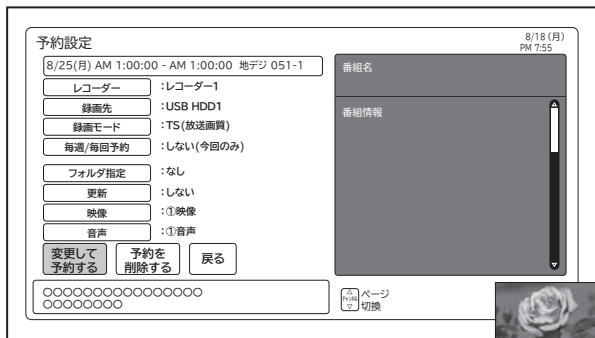 予約設定
8/18(月)
PM 7:55
8/25(月) AM 1:00:00 - AM 1:00:00 地デジ 051-1
レコーダー :レコーダー1
録画先 :USB HDD1
録画モード :TS(放送画質)
毎週/毎回予約 :しない(今回のみ)
フォルダ指定 :なし
更新 :しない
映像 :①映像
音声 :①音声
変更して
予約する
予約を
削除する
戻る
○○○○○○○○○○○○○○○○
○○○○○○○○
番組名
番組情報
チャンネル
ページ
切換